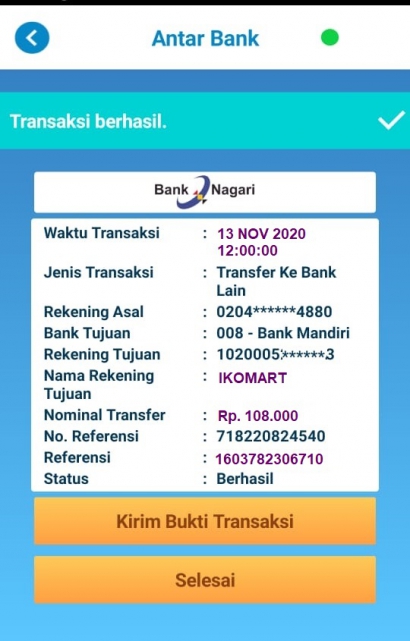 Antar Bank
Transaksi berhasil.
Bank Nagari
Waktu Transaksi : 13 NOV 2020
12:00:00
Jenis Transaksi : Transfer Ke Bank
Lain
Rekening Asal : 0204******4880
Bank Tujuan : 008 - Bank Mandiri
Rekening Tujuan : 1020005******3
Nama Rekening : IKOMART
Tujuan
Nominal Transfer : Rp. 108.000
No. Referensi : 718220824540
Referensi : 1603782306710
Status : Berhasil
Kirim Bukti Transaksi
Selesai